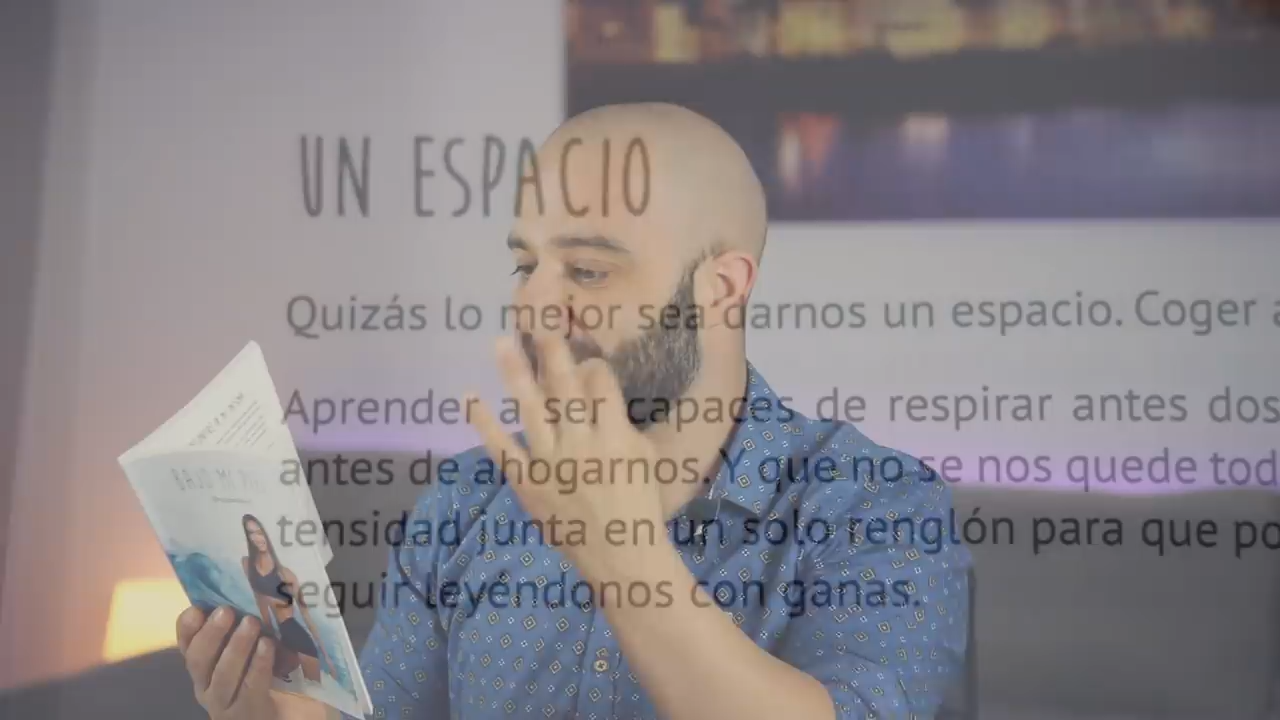 UN ESPACIO
Quizás lo mejor sea darnos un espacio. Coger
Aprender a ser capaces de respirar antes dos
antes de ahogarnos. Y que no se nos quede tod
tensidad junta en un solo renglón para que po
seguir leyéndonos con ganas.
BAJO MI